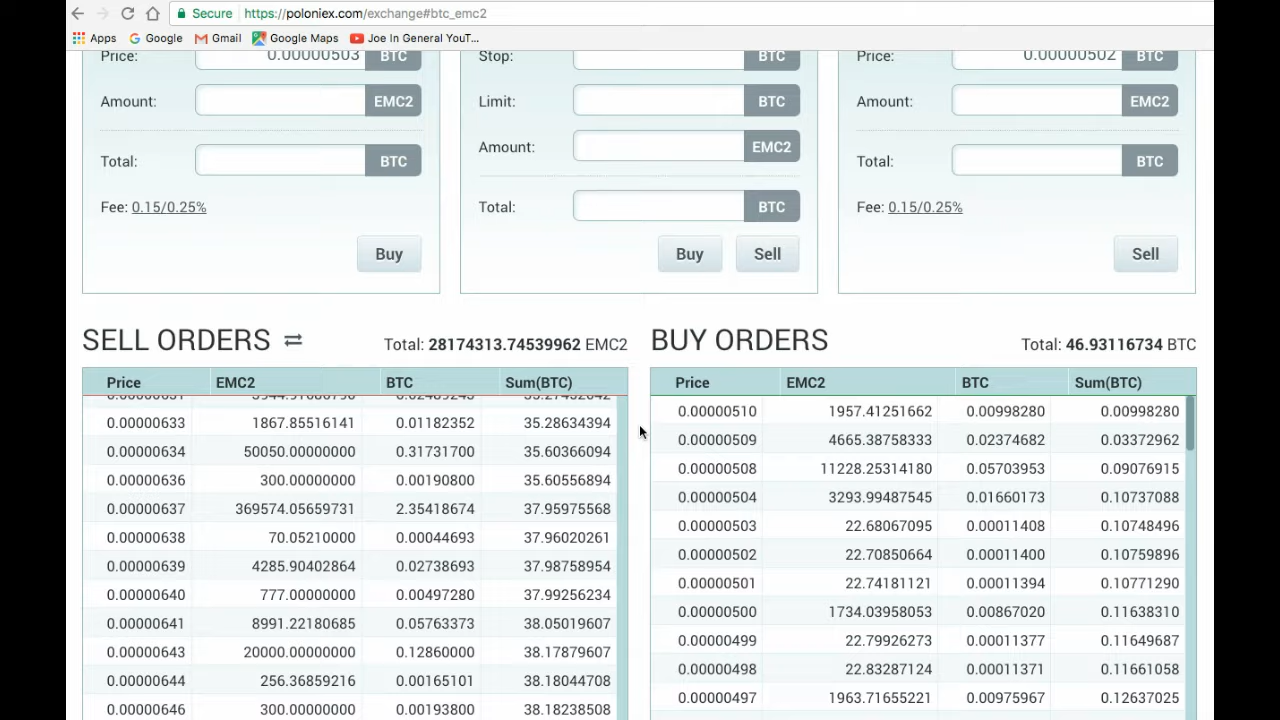 Secure https://poloniex.com/exchange#btc_emc2
Apps Google Gmail Google Maps Joe In General YouT...
Price: 0.00000503 BTC
Amount: EMC2
Total: BTC
Fee: 0.15/0.25%
Buy
Stop: BTC
Limit: BTC
Amount: EMC2
Total: BTC
Buy Sell
Price: 0.00000502 BTC
Amount: EMC2
Total: BTC
Fee: 0.15/0.25%
Sell
SELL ORDERS Total: 28174313.74539962 EMC2
Price EMC2 BTC Sum(BTC)
0.00000633 1867.85516141 0.01182352 35.28634394
0.00000634 50050.00000000 0.31731700 35.60366094
0.00000636 300.00000000 0.00190800 35.60556894
0.00000637 369574.05659731 2.35418674 37.95975568
0.00000638 70.05210000 0.00044693 37.96020261
0.00000639 4285.90402864 0.02738693 37.98758954
0.00000640 777.00000000 0.00497280 37.99256234
0.00000641 8991.22180685 0.05763373 38.05019607
0.00000643 20000.00000000 0.12860000 38.17879607
0.00000644 256.36859216 0.00165101 38.18044708
0.00000646 300.00000000 0.00193800 38.18238508
BUY ORDERS Total: 46.93116734 BTC
Price EMC2 BTC Sum(BTC)
0.00000510 1957.41251662 0.00998280 0.00998280
0.00000509 4665.38758333 0.02374682 0.03372962
0.00000508 11228.25314180 0.05703953 0.09076915
0.00000504 3293.99487545 0.01660173 0.10737088
0.00000503 22.68067095 0.00011408 0.10748496
0.00000502 22.70850664 0.00011400 0.10759896
0.00000501 22.74181121 0.00011394 0.10771290
0.00000500 1734.03958053 0.00867020 0.11638310
0.00000499 22.79926273 0.00011377 0.11649687
0.00000498 22.83287124 0.00011371 0.11661058
0.00000497 1963.71655221 0.00975967 0.12637025